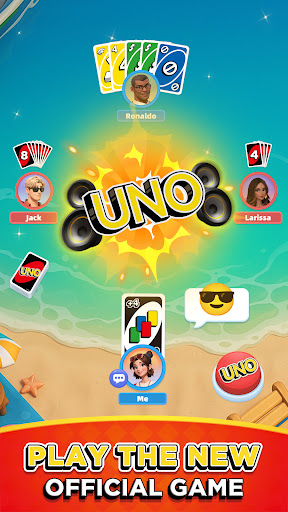 Ronaldo
8
4
Jack
Larissa
UNO
UNO
+4
UNO
Me
PLAY THE NEW
OFFICIAL GAME